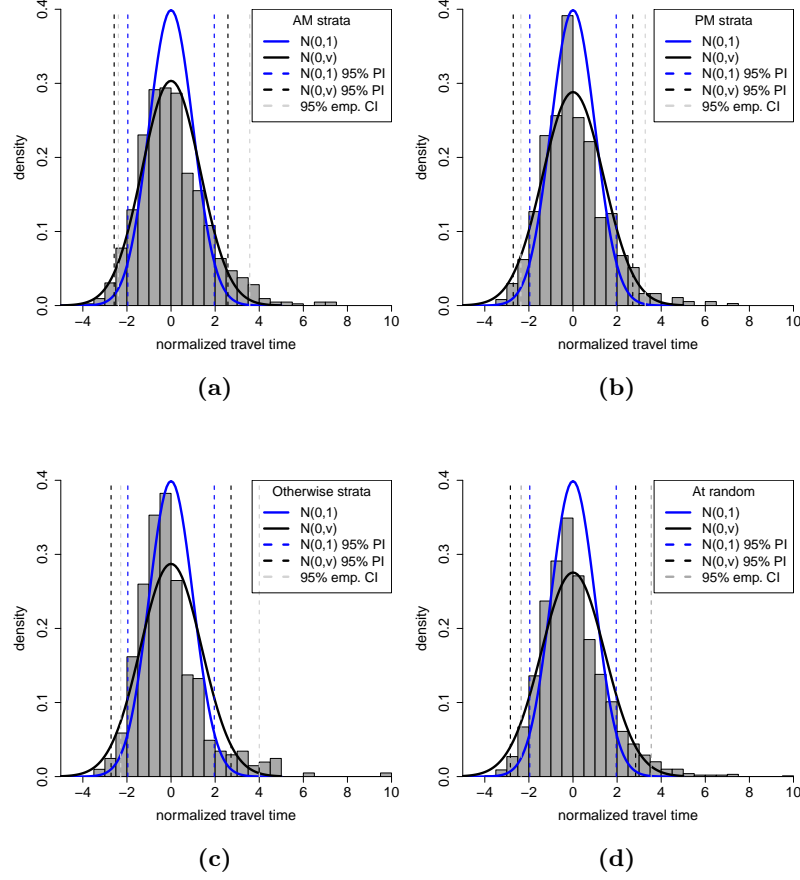 AM strata
N(0,1)
N(0,v)
N(0,1) 95% PI
N(0,v) 95% PI
95% emp. CI
density
0.0 0.1 0.2 0.3 0.4
−4 −2 0 2 4 6 8 10
normalized travel time
(a)
PM strata
N(0,1)
N(0,v)
N(0,1) 95% PI
N(0,v) 95% PI
95% emp. CI
density
0.0 0.1 0.2 0.3 0.4
−4 −2 0 2 4 6 8 10
normalized travel time
(b)
Otherwise strata
N(0,1)
N(0,v)
N(0,1) 95% PI
N(0,v) 95% PI
95% emp. CI
density
0.0 0.1 0.2 0.3 0.4
−4 −2 0 2 4 6 8 10
normalized travel time
(c)
At random
N(0,1)
N(0,v)
N(0,1) 95% PI
N(0,v) 95% PI
95% emp. CI
density
0.0 0.1 0.2 0.3 0.4
−4 −2 0 2 4 6 8 10
normalized travel time
(d)